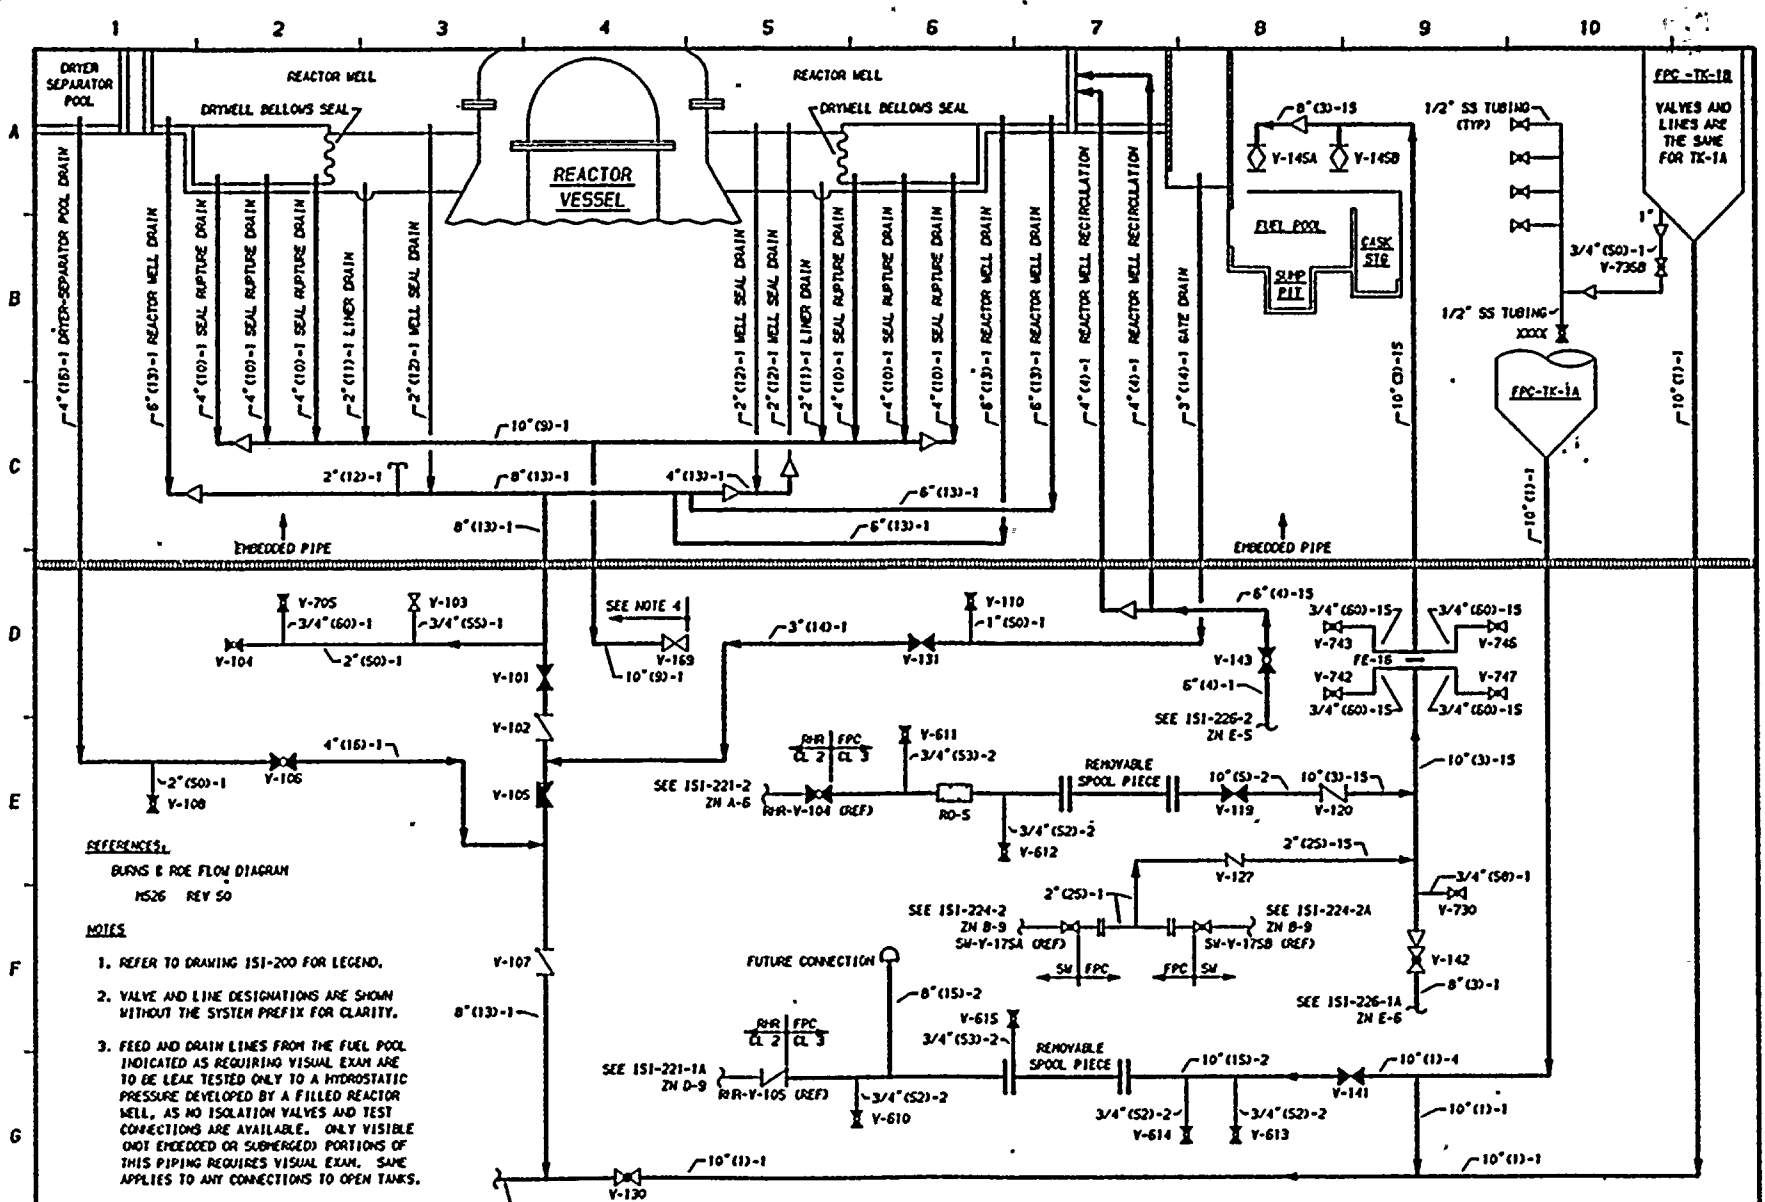 1 2 3 4 5 6 7 8 9 10
A
B
C
D
E
F
G
DRYER
SEPARATOR
POOL
REACTOR WELL
REACTOR WELL
DRYWELL BELLOWS SEAL
DRYWELL BELLOWS SEAL
REACTOR
VESSEL
8"(3)-1S
V-145A
V-145B
1/2" SS TUBING
(TYP)
FPC-TK-1B
VALVES AND
LINES ARE
THE SAME
FOR TK-1A
1"
3/4"(50)-1
V-735B
1/2" SS TUBING
XXXX
FPC-TK-1A
FUEL POOL
CASK
STG
SUMP
PIT
4"(16)-1 DRYER-SEPARATOR POOL DRAIN
6"(13)-1 REACTOR WELL DRAIN
4"(10)-1 SEAL RUPTURE DRAIN
4"(10)-1 SEAL RUPTURE DRAIN
4"(10)-1 SEAL RUPTURE DRAIN
2"(11)-1 LINER DRAIN
2"(12)-1 WELL SEAL DRAIN
2"(12)-1 WELL SEAL DRAIN
2"(12)-1 WELL SEAL DRAIN
2"(11)-1 LINER DRAIN
4"(10)-1 SEAL RUPTURE DRAIN
4"(10)-1 SEAL RUPTURE DRAIN
4"(10)-1 SEAL RUPTURE DRAIN
6"(13)-1 REACTOR WELL DRAIN
6"(13)-1 REACTOR WELL DRAIN
4"(4)-1 REACTOR WELL RECIRCULATION
4"(4)-1 REACTOR WELL RECIRCULATION
3"(14)-1 GATE DRAIN
10"(3)-1S
10"(1)-1
10"(1)-1
10"(9)-1
2"(12)-1
8"(13)-1
4"(13)-1
6"(13)-1
8"(13)-1
6"(13)-1
EMBEDDED PIPE
EMBEDDED PIPE
V-705
3/4"(60)-1
V-103
3/4"(55)-1
V-104
2"(50)-1
V-101
V-102
SEE NOTE 4
V-169
10"(9)-1
3"(14)-1
V-131
V-110
1"(50)-1
6"(4)-1S
V-143
6"(4)-1
SEE ISI-226-2
ZN E-5
3/4"(60)-1S
3/4"(60)-1S
V-743
V-746
FE-16
V-742
V-747
3/4"(60)-1S
3/4"(60)-1S
10"(3)-1S
4"(16)-1
V-106
2"(50)-1
V-108
V-105
RHR FPC
CL 2 CL 3
SEE ISI-221-2
ZN A-6
RHR-V-104 (REF)
V-611
3/4"(53)-2
RO-5
3/4"(52)-2
V-612
REMOVABLE
SPOOL PIECE
10"(5)-2
10"(3)-1S
V-119
V-120
2"(25)-1S
V-127
2"(25)-1
3/4"(58)-1
V-730
SEE ISI-224-2
ZN B-9
SW-V-175A (REF)
SEE ISI-224-2A
ZN B-9
SW-V-175B (REF)
SW FPC
FPC SW
V-142
8"(3)-1
SEE ISI-226-1A
ZN E-6
REFERENCES:
BURNS & ROE FLOW DIAGRAM
M526 REV 50
NOTES
1. REFER TO DRAWING ISI-200 FOR LEGEND.
2. VALVE AND LINE DESIGNATIONS ARE SHOWN
WITHOUT THE SYSTEM PREFIX FOR CLARITY.
3. FEED AND DRAIN LINES FROM THE FUEL POOL
INDICATED AS REQUIRING VISUAL EXAM ARE
TO BE LEAK TESTED ONLY TO A HYDROSTATIC
PRESSURE DEVELOPED BY A FILLED REACTOR
WELL, AS NO ISOLATION VALVES AND TEST
CONNECTIONS ARE AVAILABLE. ONLY VISIBLE
(NOT EMBEDDED OR SUBMERGED) PORTIONS OF
THIS PIPING REQUIRES VISUAL EXAM. SAME
APPLIES TO ANY CONNECTIONS TO OPEN TANKS.
V-107
8"(13)-1
FUTURE CONNECTION
8"(15)-2
RHR FPC
CL 2 CL 3
SEE ISI-221-1A
ZN D-9
RHR-V-105 (REF)
3/4"(52)-2
V-610
V-615
3/4"(53)-2
REMOVABLE
SPOOL PIECE
10"(15)-2
10"(1)-4
V-141
3/4"(52)-2
V-614
3/4"(52)-2
V-613
10"(1)-1
10"(1)-1
10"(1)-1
V-130